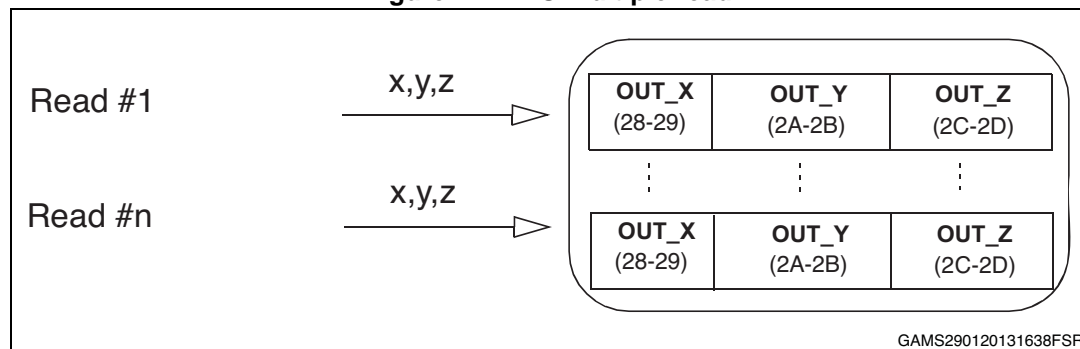 Read #1
x,y,z
OUT_X OUT_Y OUT_Z
(28-29) (2A-2B) (2C-2D)
Read #n
x,y,z
OUT_X OUT_Y OUT_Z
(28-29) (2A-2B) (2C-2D)
GAMS290120131638FSF